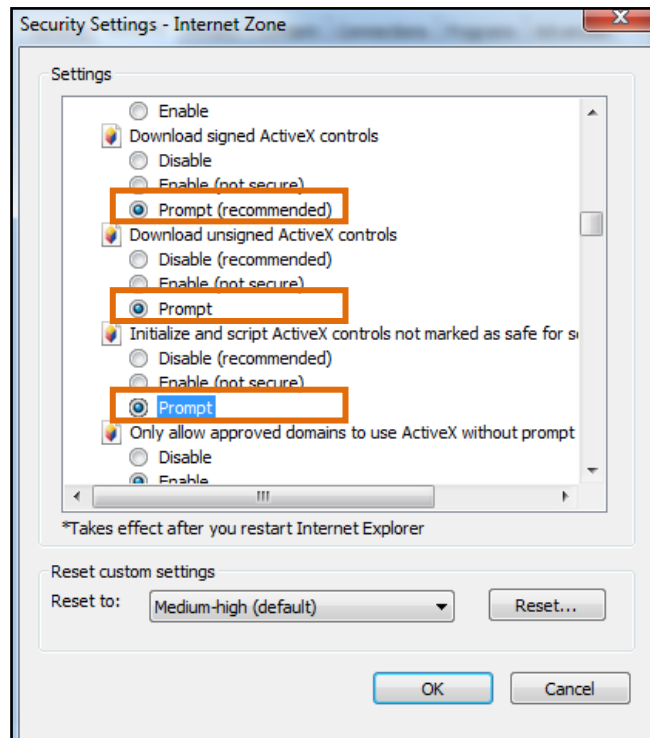 Security Settings - Internet Zone
Settings
Enable
Download signed ActiveX controls
Disable
Enable (not secure)
Prompt (recommended)
Download unsigned ActiveX controls
Disable (recommended)
Enable (not secure)
Prompt
Initialize and script ActiveX controls not marked as safe for
Disable (recommended)
Enable (not secure)
Prompt
Only allow approved domains to use ActiveX without prompt
Disable
Enable
*Takes effect after you restart Internet Explorer
Reset custom settings
Reset to:
Medium-high (default)
Reset...
OK
Cancel